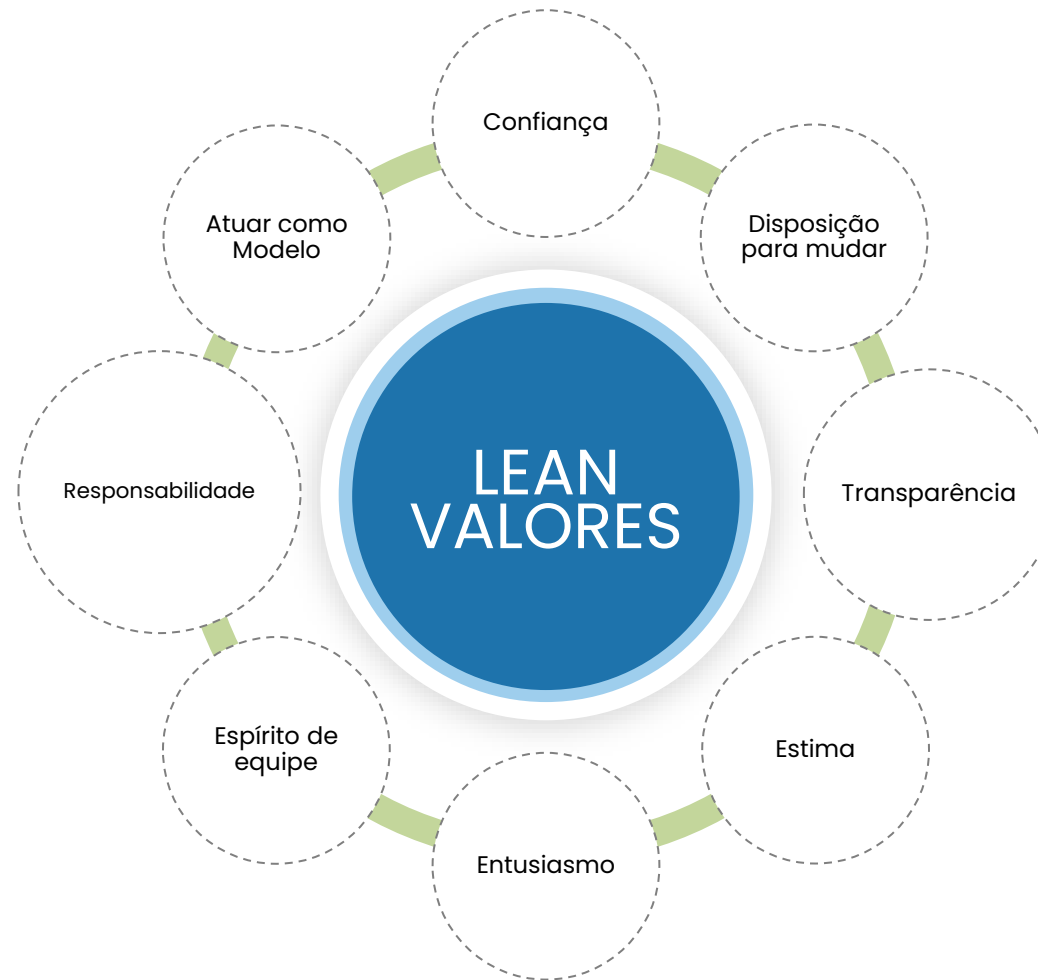 Confiança
Atuar como
Modelo
Disposição
para mudar
LEAN
VALORES
Responsabilidade
Transparência
Espírito de
equipe
Estima
Entusiasmo